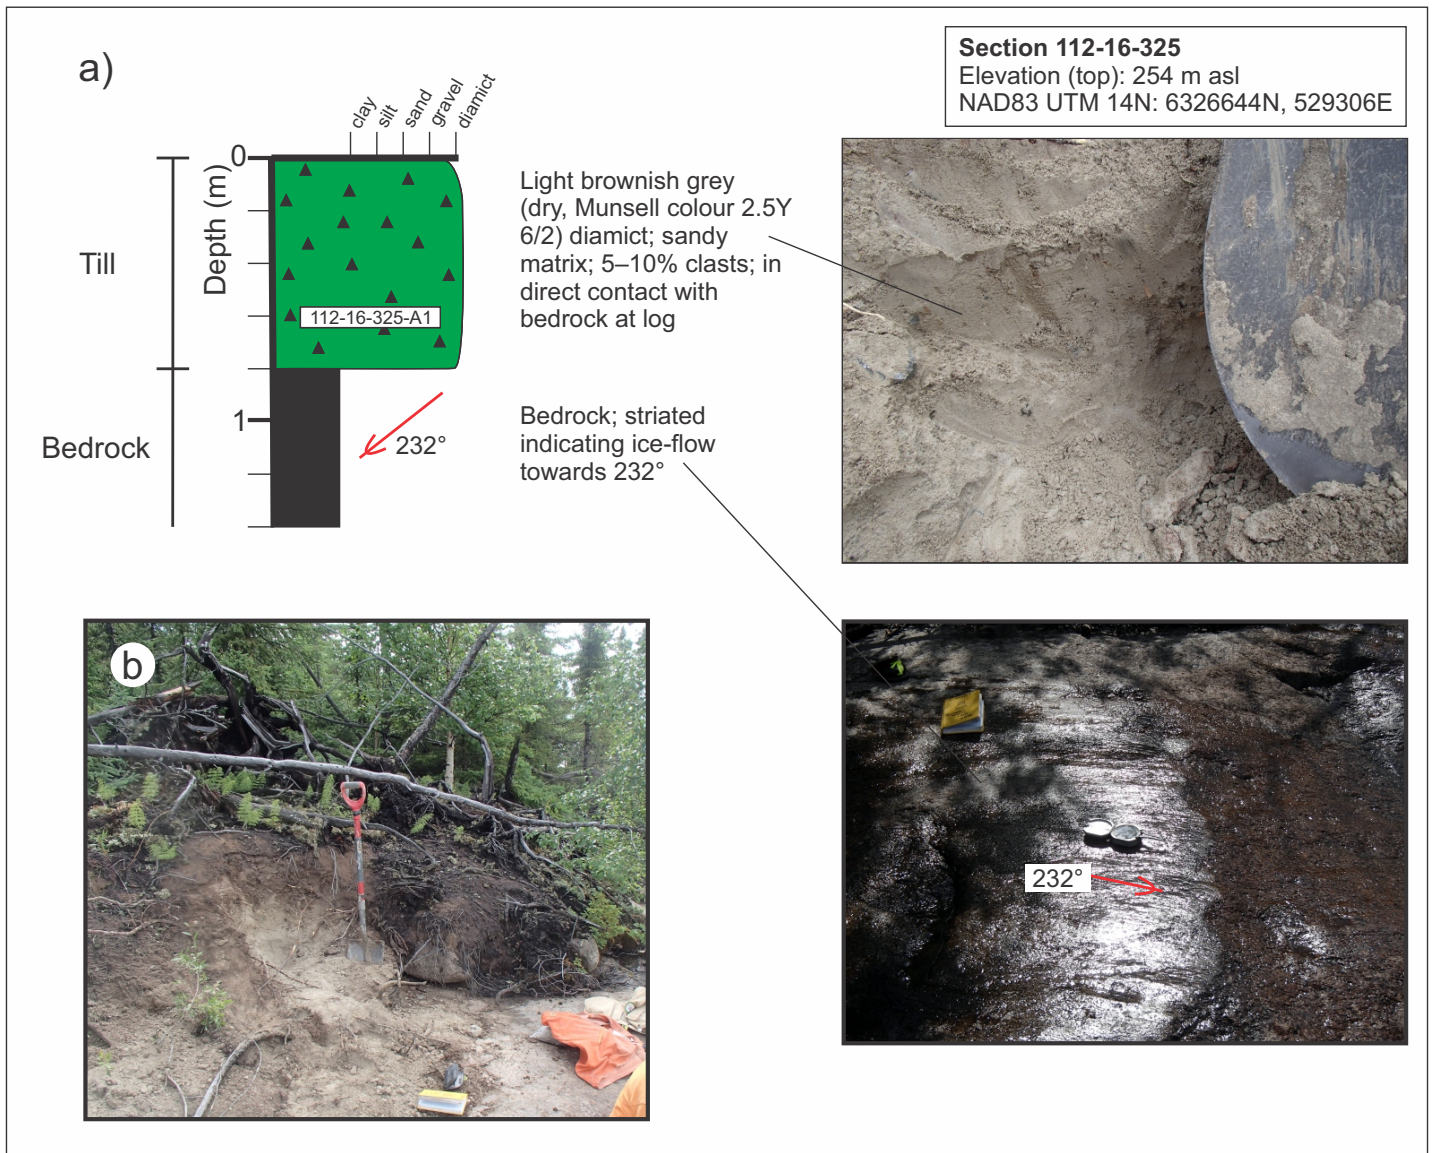 a)
Section 112-16-325
Elevation (top): 254 m asl
NAD83 UTM 14N: 6326644N, 529306E
clay
silt
sand
gravel
diamict
0
Depth (m)
Till
112-16-325-A1
Light brownish grey
(dry, Munsell colour 2.5Y
6/2) diamict; sandy
matrix; 5–10% clasts; in
direct contact with
bedrock at log
1
Bedrock
232°
Bedrock; striated
indicating ice-flow
towards 232°
b
232°